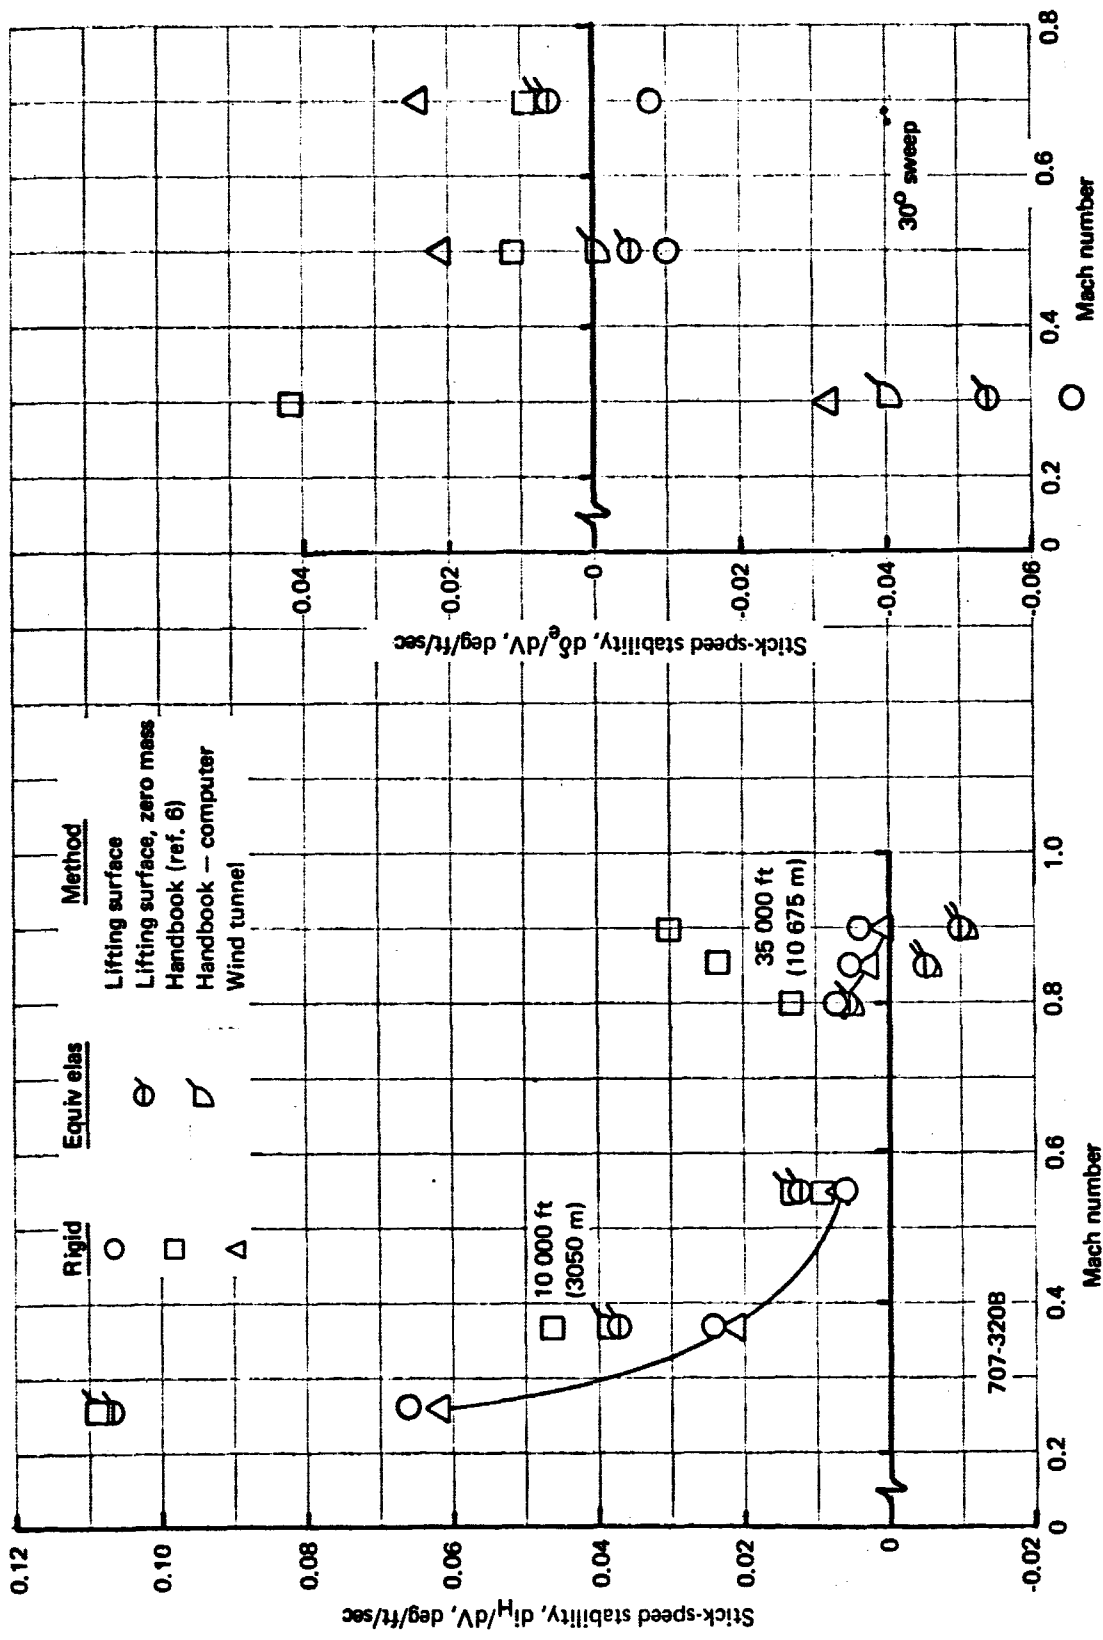 0.12
0.10
0.08
0.06
0.04
0.02
0
-0.02
Stick-speed stability, diH/dV, deg/ft/sec
0
0.2
0.4
0.6
0.8
1.0
Mach number
707-320B
10 000 ft
(3050 m)
35 000 ft
(10 675 m)
Rigid
Equiv elas
Method
Lifting surface
Lifting surface, zero mass
Handbook (ref. 6)
Handbook — computer
Wind tunnel
0.04
0.02
0
-0.02
-0.04
-0.06
Stick-speed stability, dδe/dV, deg/ft/sec
0
0.2
0.4
0.6
0.8
Mach number
30° sweep